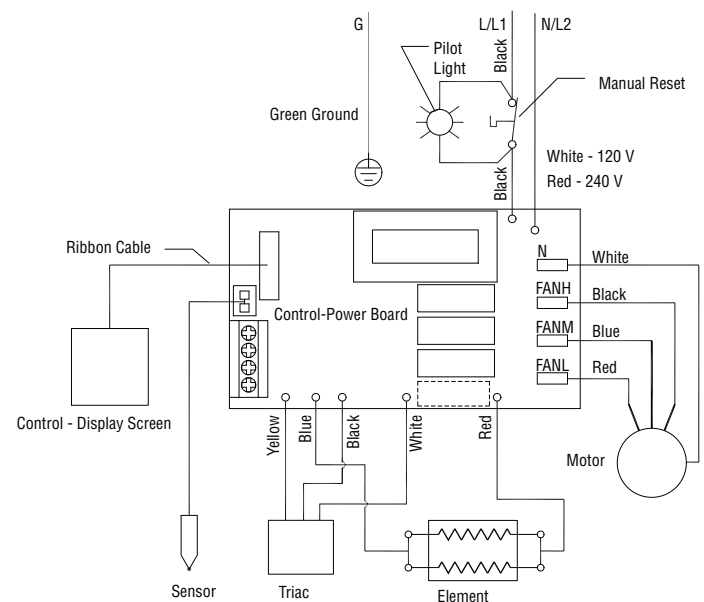 G
L/L1
N/L2
Black
Pilot
Light
Manual Reset
Green Ground
White - 120 V
Red - 240 V
Black
Ribbon Cable
N
White
FANH
Black
Control-Power Board
FANM
Blue
FANL
Red
Control - Display Screen
Yellow
Blue
Black
White
Red
Motor
Sensor
Triac
Element